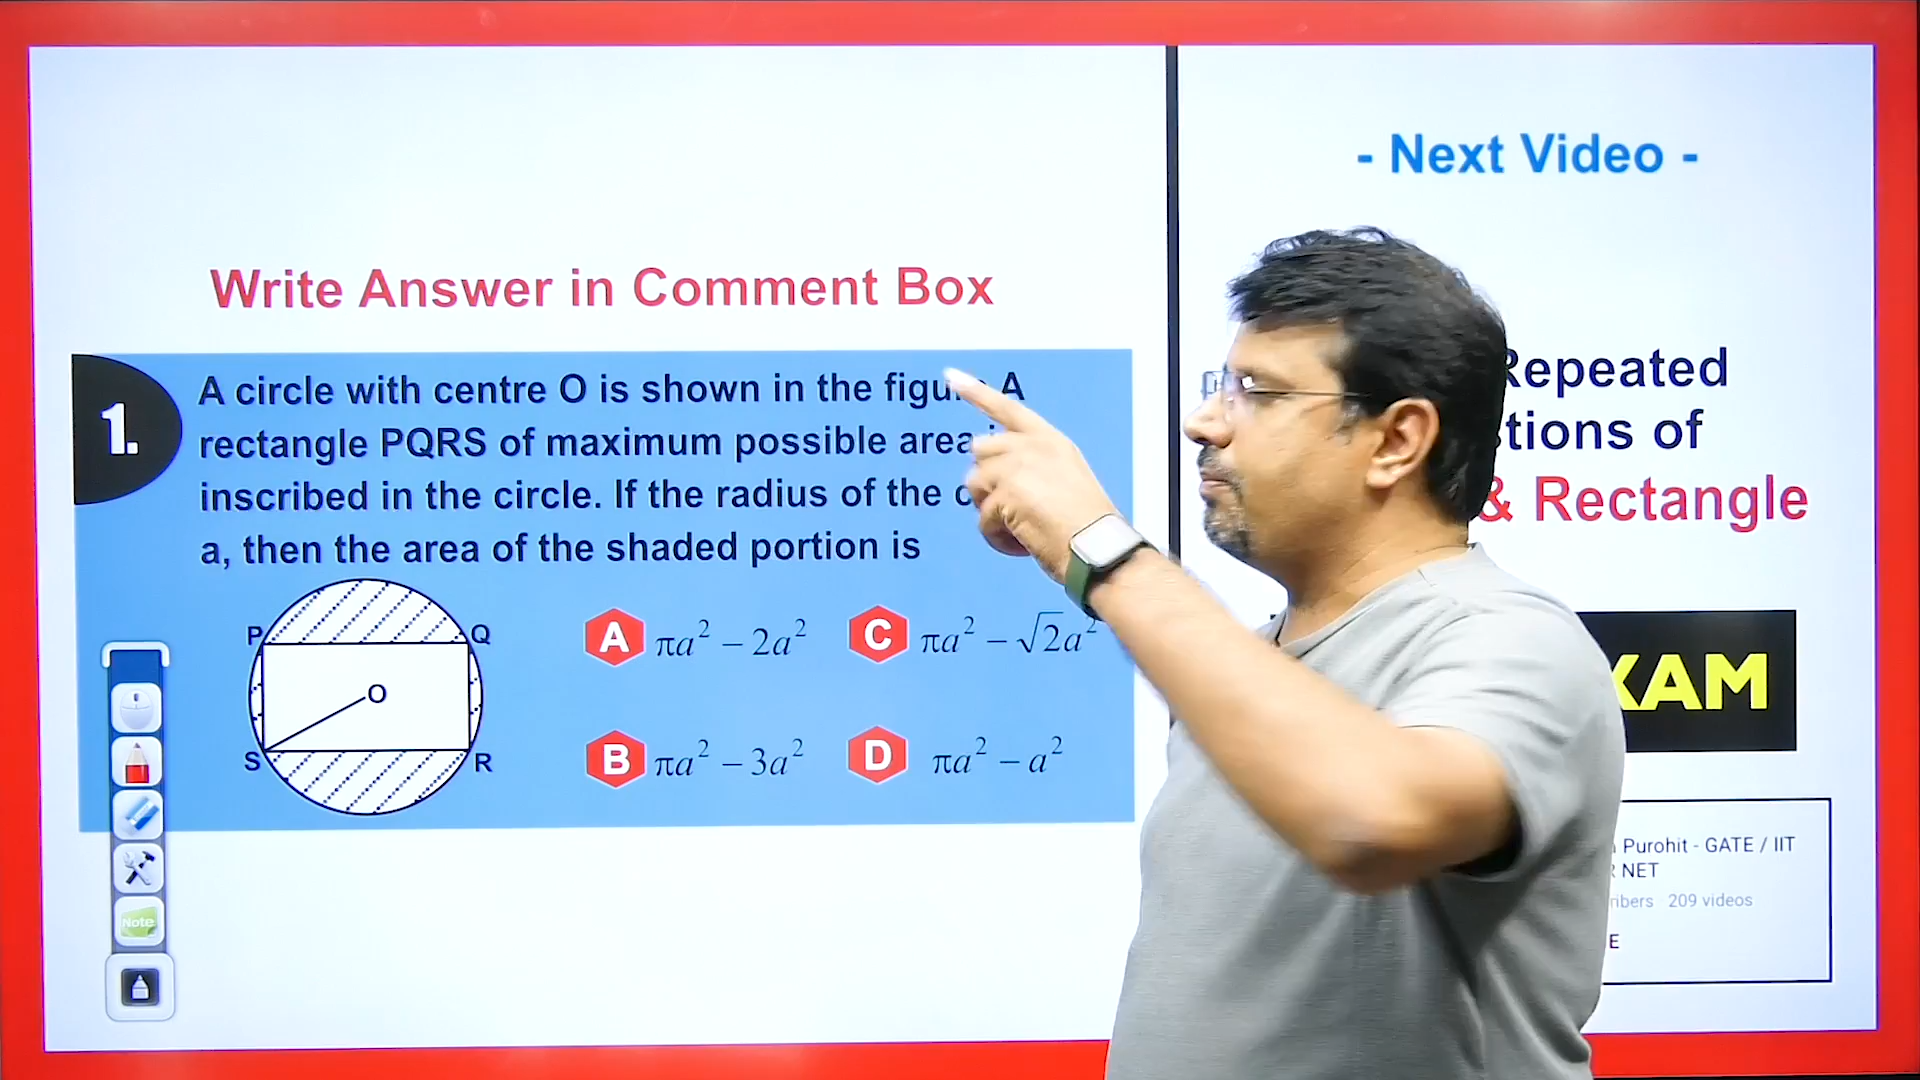 - Next Video -
Write Answer in Comment Box
1.
A circle with centre O is shown in the figu A
rectangle PQRS of maximum possible area
inscribed in the circle. If the radius of the
a, then the area of the shaded portion is
P
Q
O
S
R
A πa² – 2a²
C πa² – √2a²
B πa² – 3a²
D πa² – a²
Note
Repeated
tions of
& Rectangle
XAM
Purohit - GATE / IIT
NET
209 videos